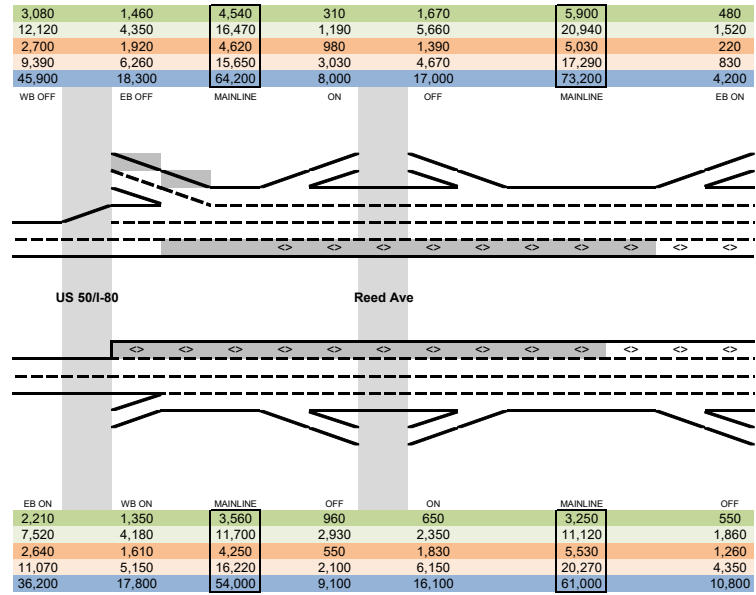 3,080 1,460 4,540 310 1,670 5,900 480
12,120 4,350 16,470 1,190 5,660 20,940 1,520
2,700 1,920 4,620 980 1,390 5,030 220
9,390 6,260 15,650 3,030 4,670 17,290 830
45,900 18,300 64,200 8,000 17,000 73,200 4,200
WB OFF EB OFF MAINLINE ON OFF MAINLINE EB ON
<> <> <> <> <> <> <> <> <> <>
US 50/I-80 Reed Ave
<> <> <> <> <> <> <> <> <> <> <> <> <>
EB ON WB ON MAINLINE OFF ON MAINLINE OFF
2,210 1,350 3,560 960 650 3,250 550
7,520 4,180 11,700 2,930 2,350 11,120 1,860
2,640 1,610 4,250 550 1,830 5,530 1,260
11,070 5,150 16,220 2,100 6,150 20,270 4,350
36,200 17,800 54,000 9,100 16,100 61,000 10,800